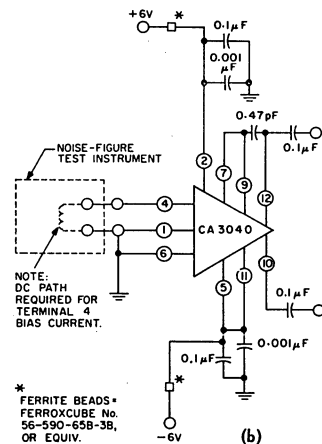 +6V
*
0.1µF
0.001
µF
0.47pF
0.1µF
NOISE-FIGURE
TEST INSTRUMENT
2
7
9
12
4
1
6
CA 3040
10
5
11
NOTE:
DC PATH
REQUIRED FOR
TERMINAL 4
BIAS CURRENT.
0.1µF
0.1µF
0.001µF
*
*
FERRITE BEADS=
FERROXCUBE No.
56-590-65B-3B,
OR EQUIV.
-6V
(b)